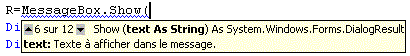 R=MessageBox.Show(
Di ▲6 sur 12▼ Show (text As String) As System.Windows.Forms.DialogResult
Di text: Texte à afficher dans le message.